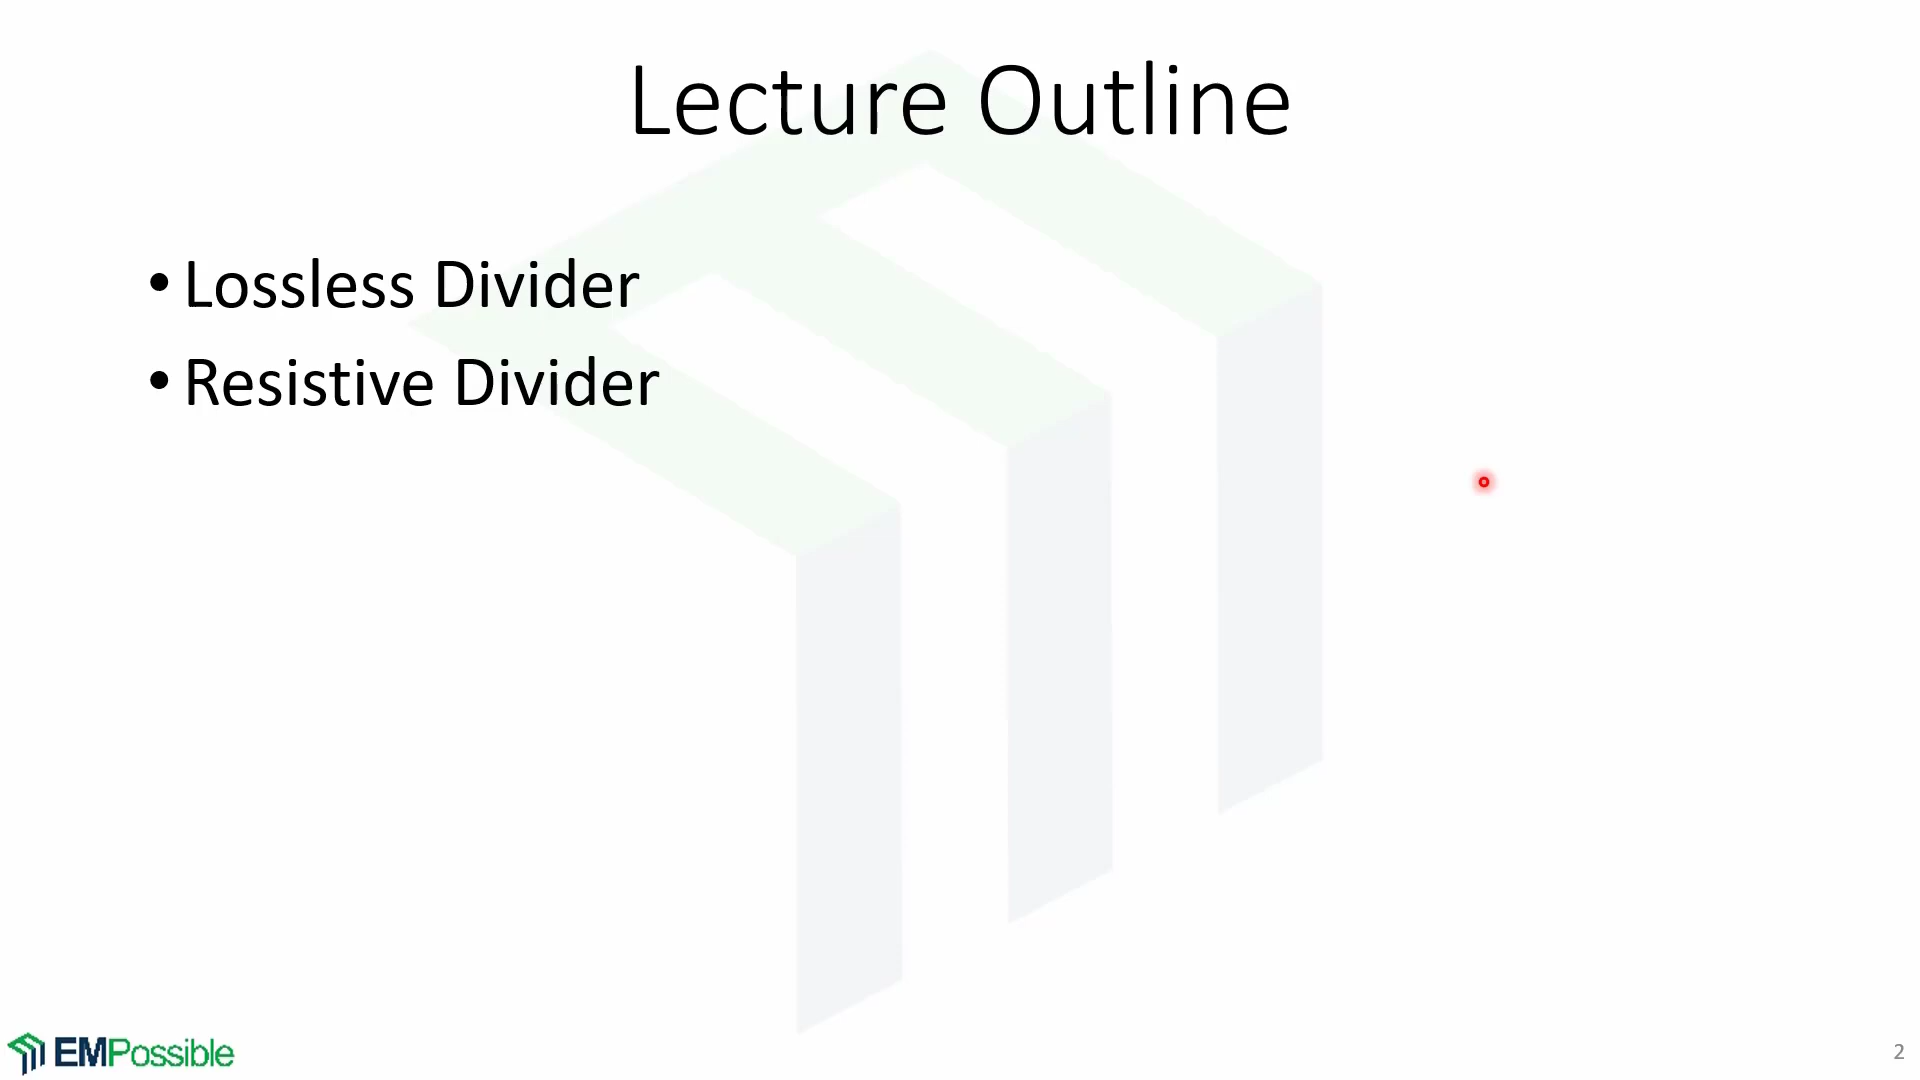 Lecture Outline
• Lossless Divider
• Resistive Divider
EMPossible
2